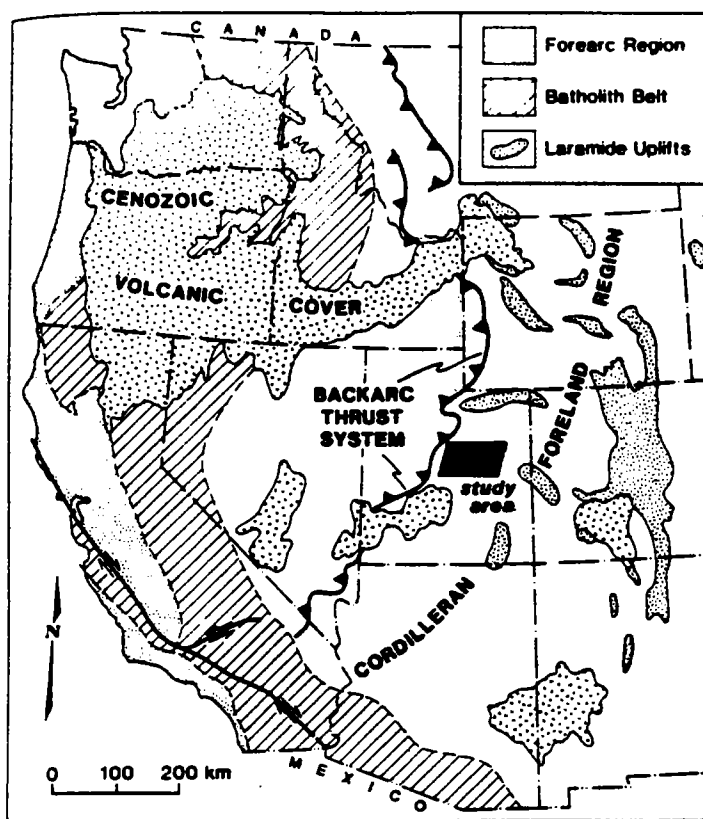 CANADA
Forearc Region
Batholith Belt
Laramide Uplifts
CENOZOIC
VOLCANIC
COVER
REGION
BACKARC
THRUST
SYSTEM
FORELAND
study
area
CORDILLERAN
N
0 100 200 km
MEXICO